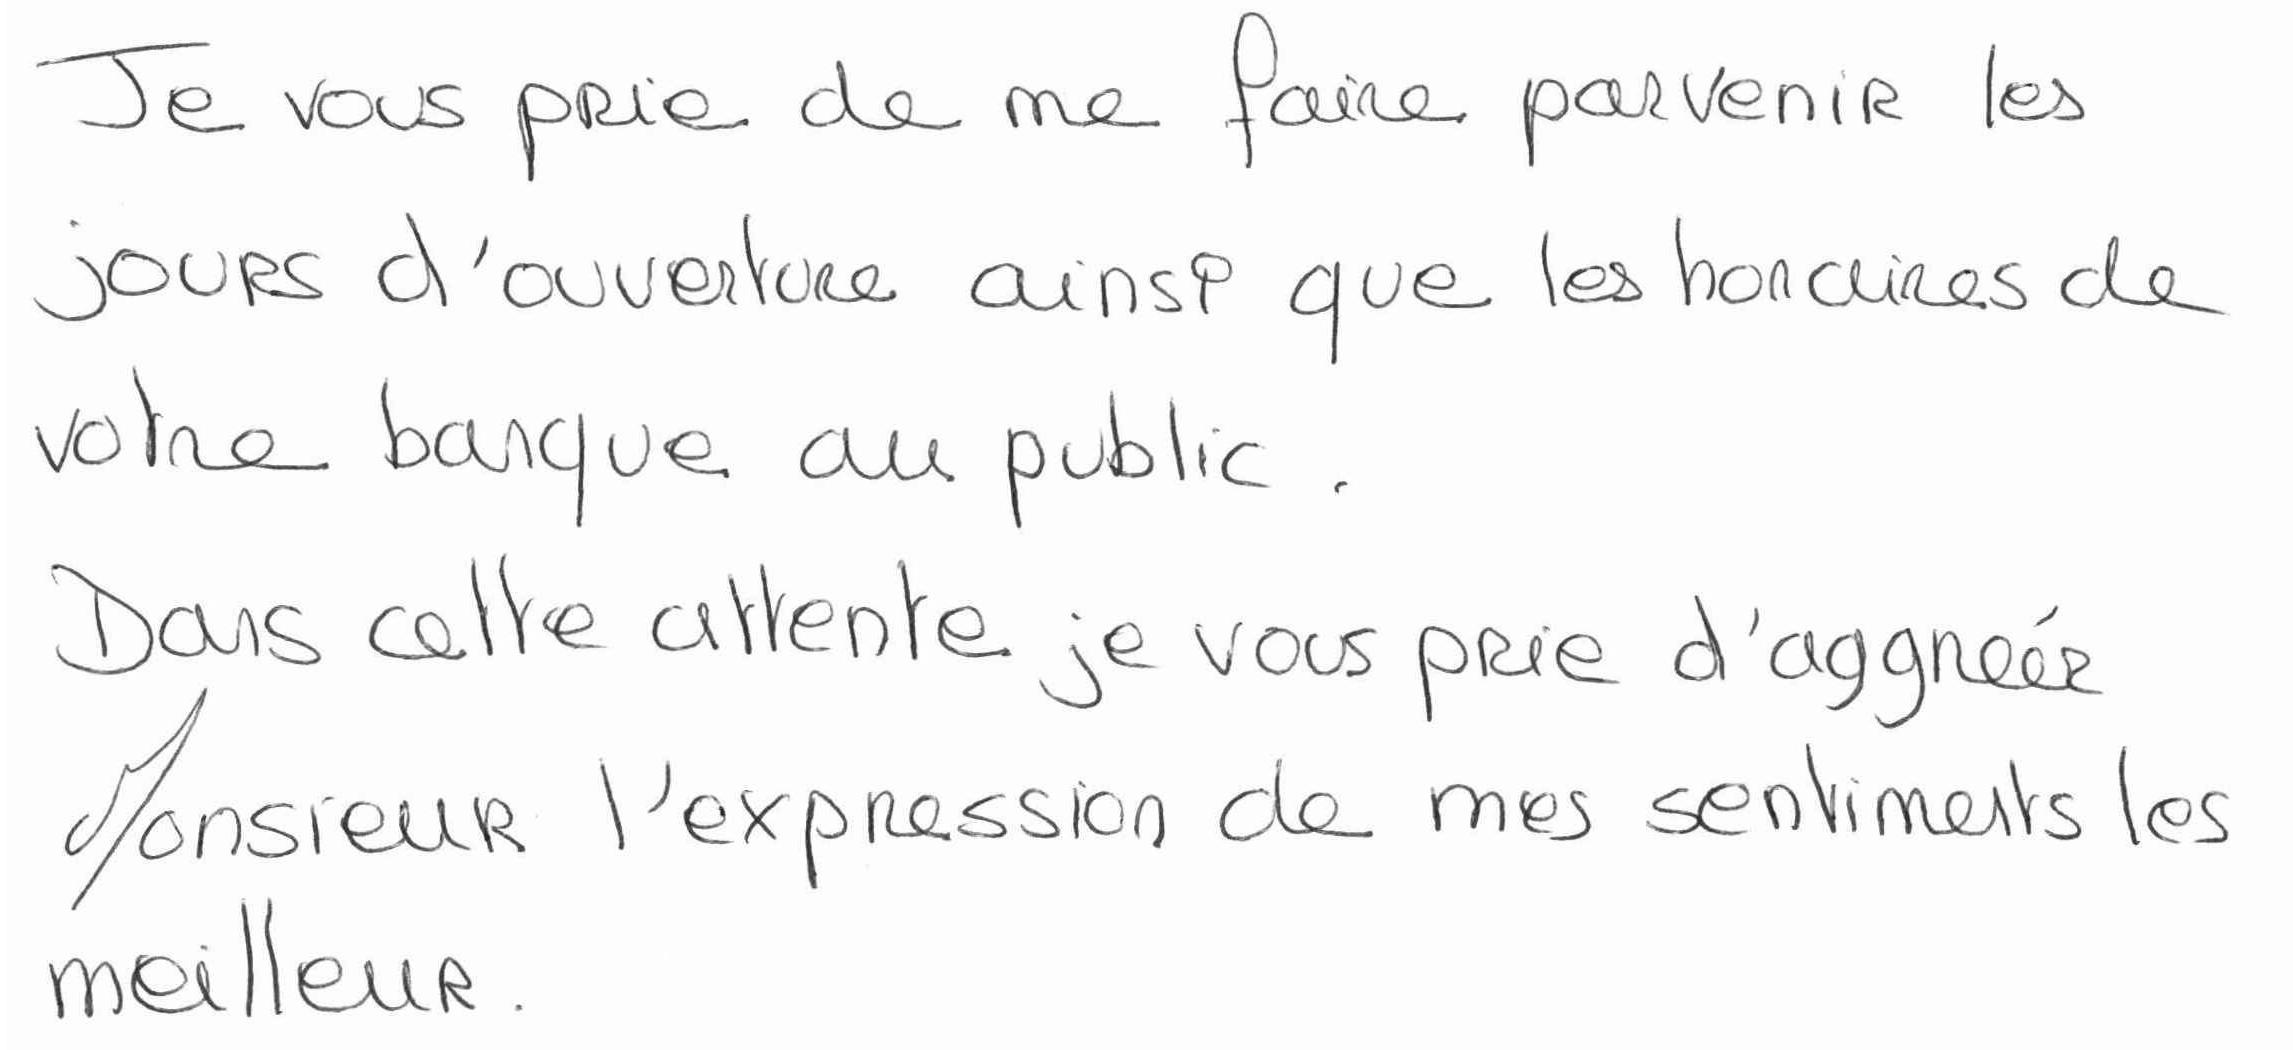 Je vous prie de me faire parvenir les
jours d'ouverture ainsi que les horaires de
votre banque au public.
Dans cette attente je vous prie d'aggréer
Monsieur l'expression de mes sentiments les
meilleur.